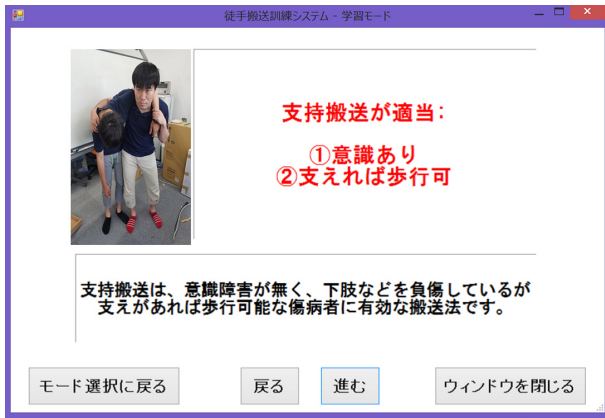 徒手搬送訓練システム - 学習モード
支持搬送が適当：
①意識あり
②支えれば歩行可
支持搬送は、意識障害が無く、下肢などを負傷しているが
支えがあれば歩行可能な傷病者に有効な搬送法です。
モード選択に戻る
戻る
進む
ウィンドウを閉じる